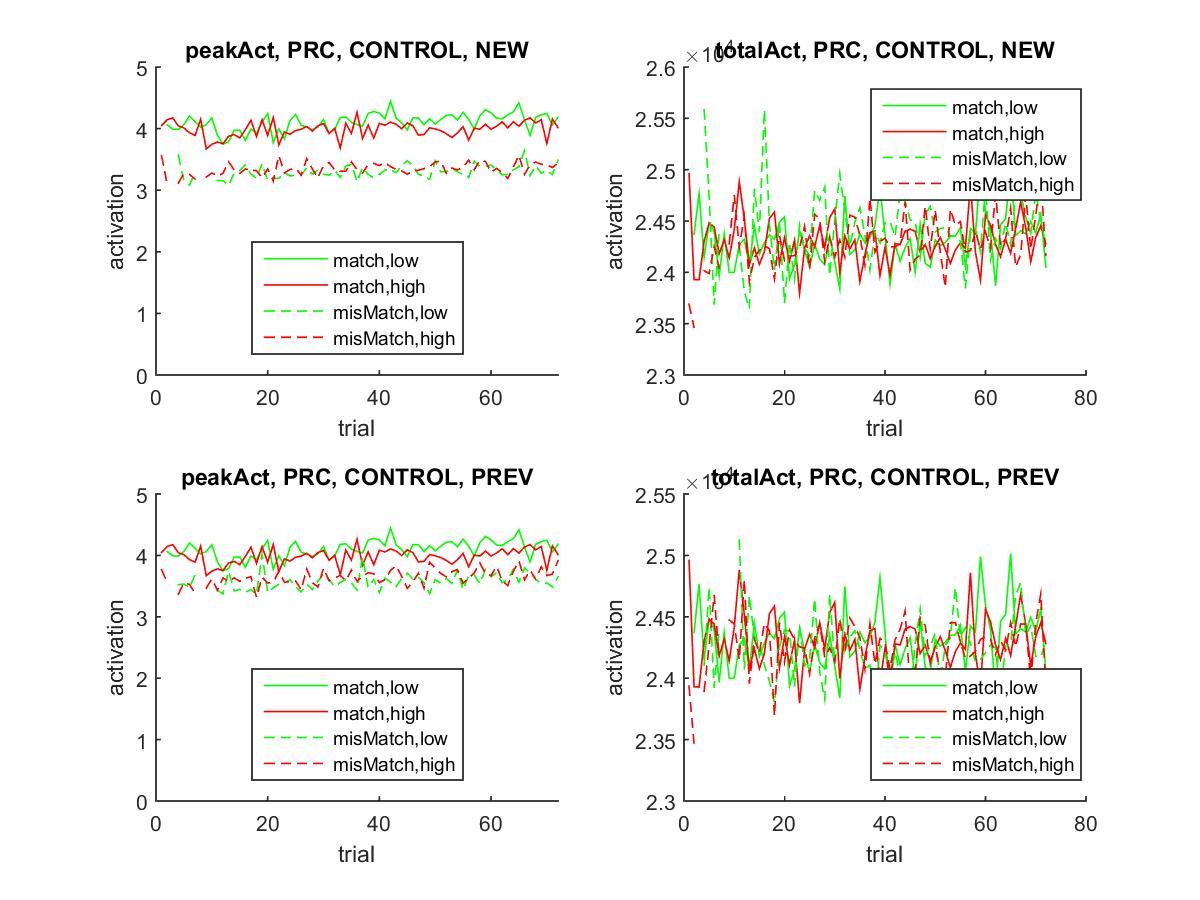 peakAct, PRC, CONTROL, NEW
5
4
3
2
1
0
activation
match,low
match,high
misMatch,low
misMatch,high
0 20 40 60
trial
totalAct, PRC, CONTROL, NEW
×10⁴
2.6
2.55
2.5
2.45
2.4
2.35
2.3
activation
match,low
match,high
misMatch,low
misMatch,high
0 20 40 60 80
trial
peakAct, PRC, CONTROL, PREV
5
4
3
2
1
0
activation
match,low
match,high
misMatch,low
misMatch,high
0 20 40 60
trial
totalAct, PRC, CONTROL, PREV
×10⁴
2.55
2.5
2.45
2.4
2.35
2.3
activation
match,low
match,high
misMatch,low
misMatch,high
0 20 40 60 80
trial